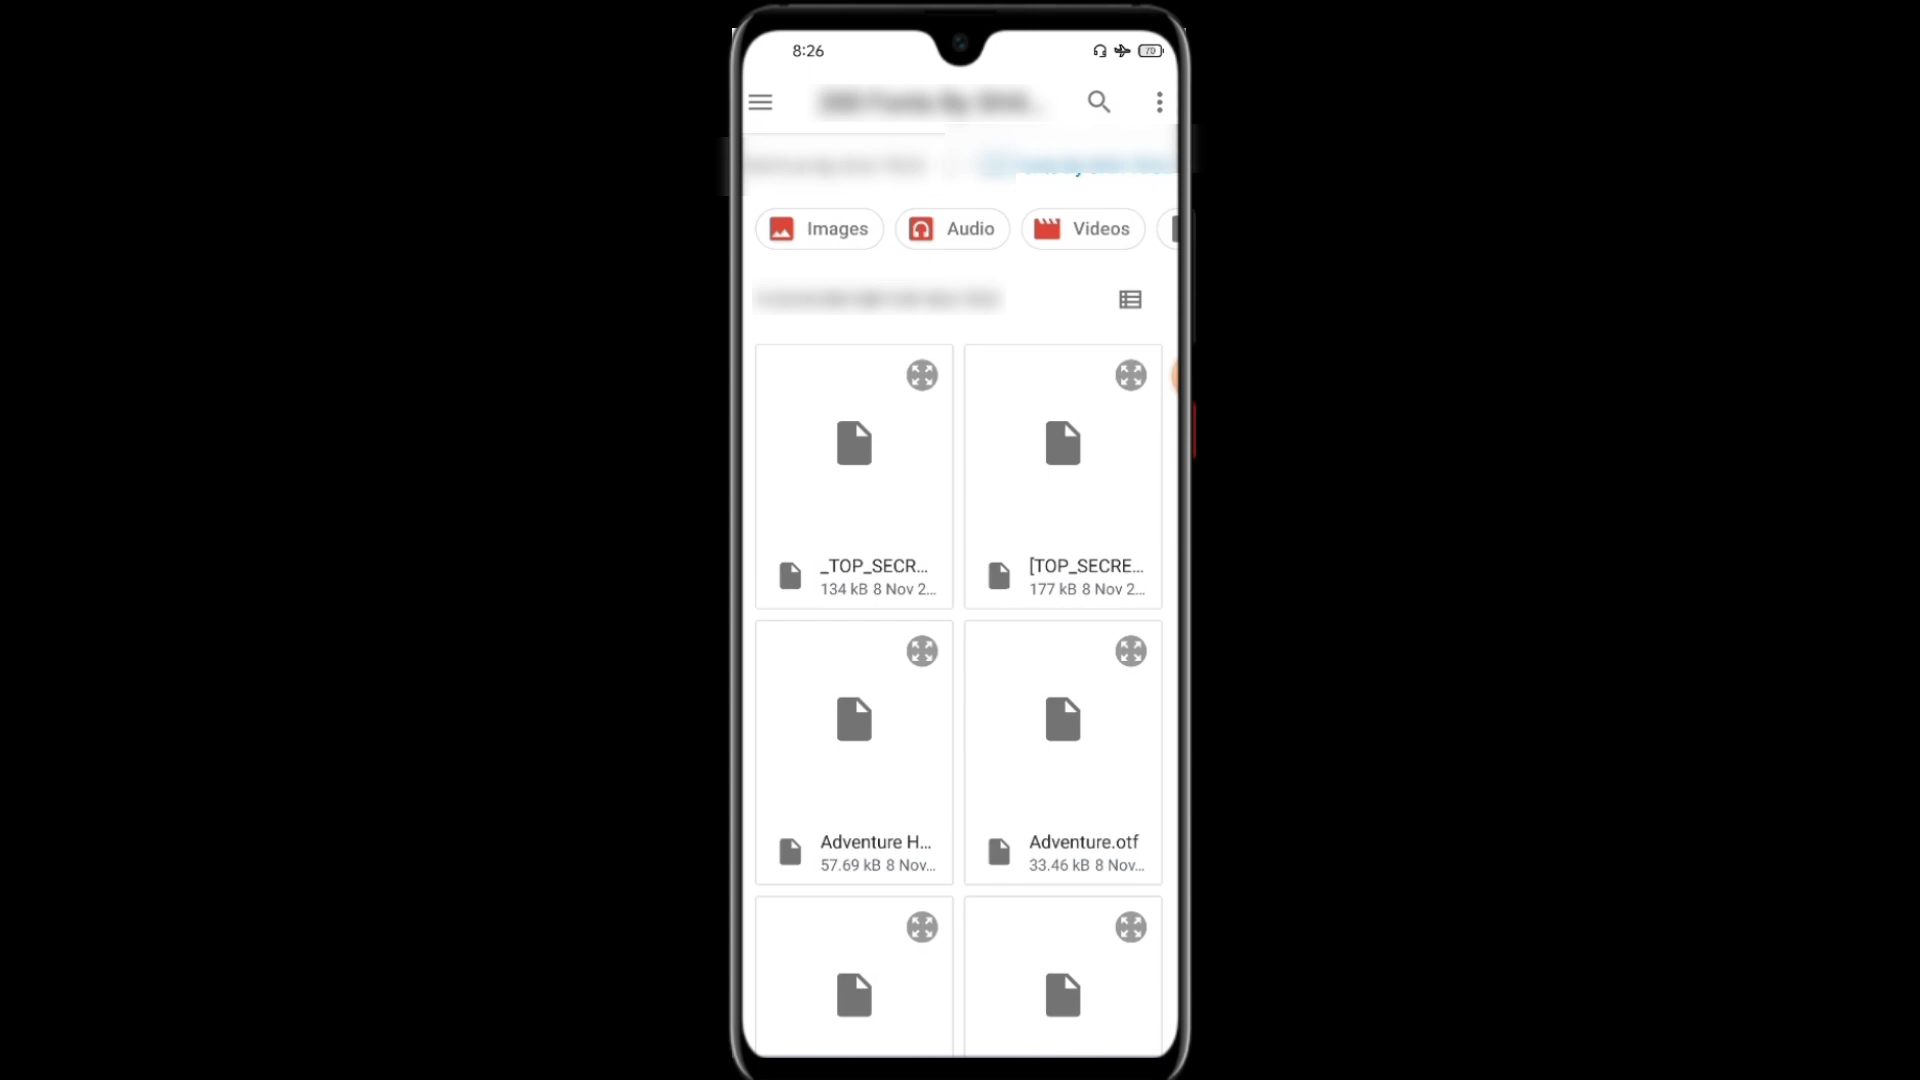 8:26
70
Images
Audio
Videos
_TOP_SECR...
134 kB 8 Nov 2...
[TOP_SECRE...
177 kB 8 Nov 2...
Adventure H...
57.69 kB 8 Nov...
Adventure.otf
33.46 kB 8 Nov...